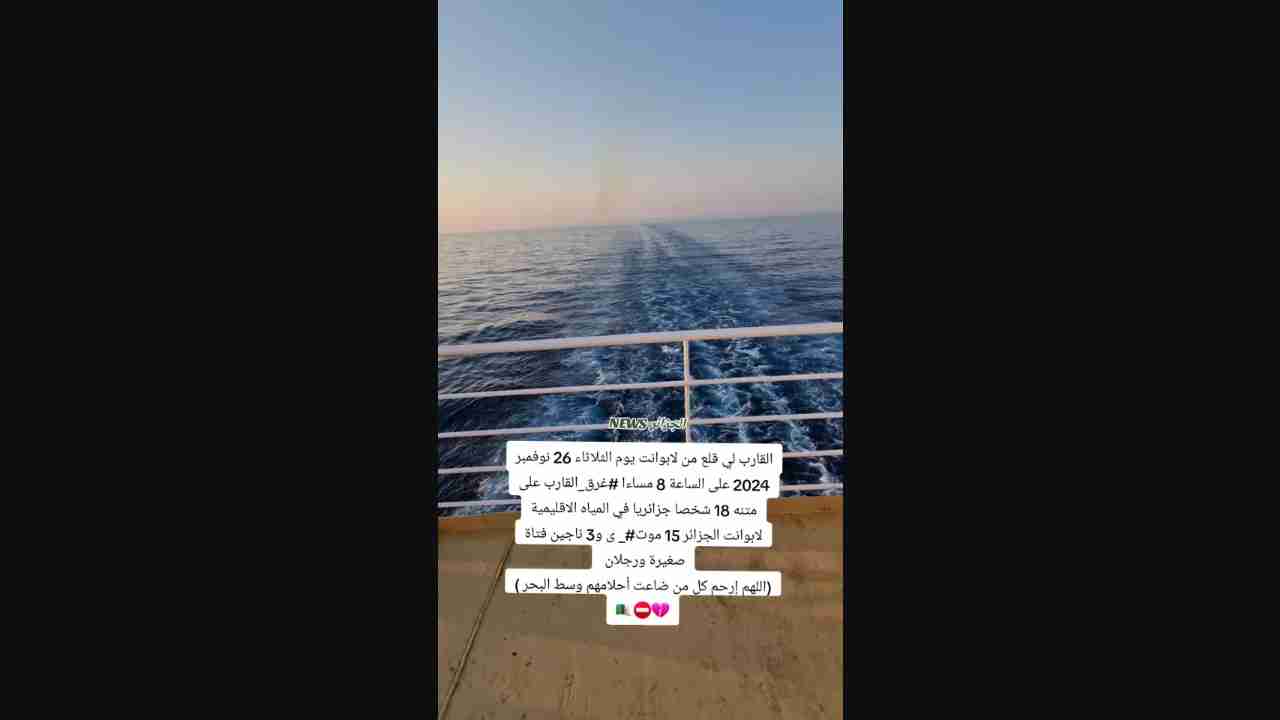 الجزائر NEWS
القارب لي قلع من لابوانت يوم الثلاثاء 26 نوفمبر
2024 على الساعة 8 مساءا #غرق_القارب على
متنه 18 شخصا جزائريا في المياه الاقليمية
لابوانت الجزائر 15 موت#_ ى و3 ناجين فتاة
صغيرة ورجلان
(اللهم إرحم كل من ضاعت أحلامهم وسط البحر )
💔⛔🇩🇿